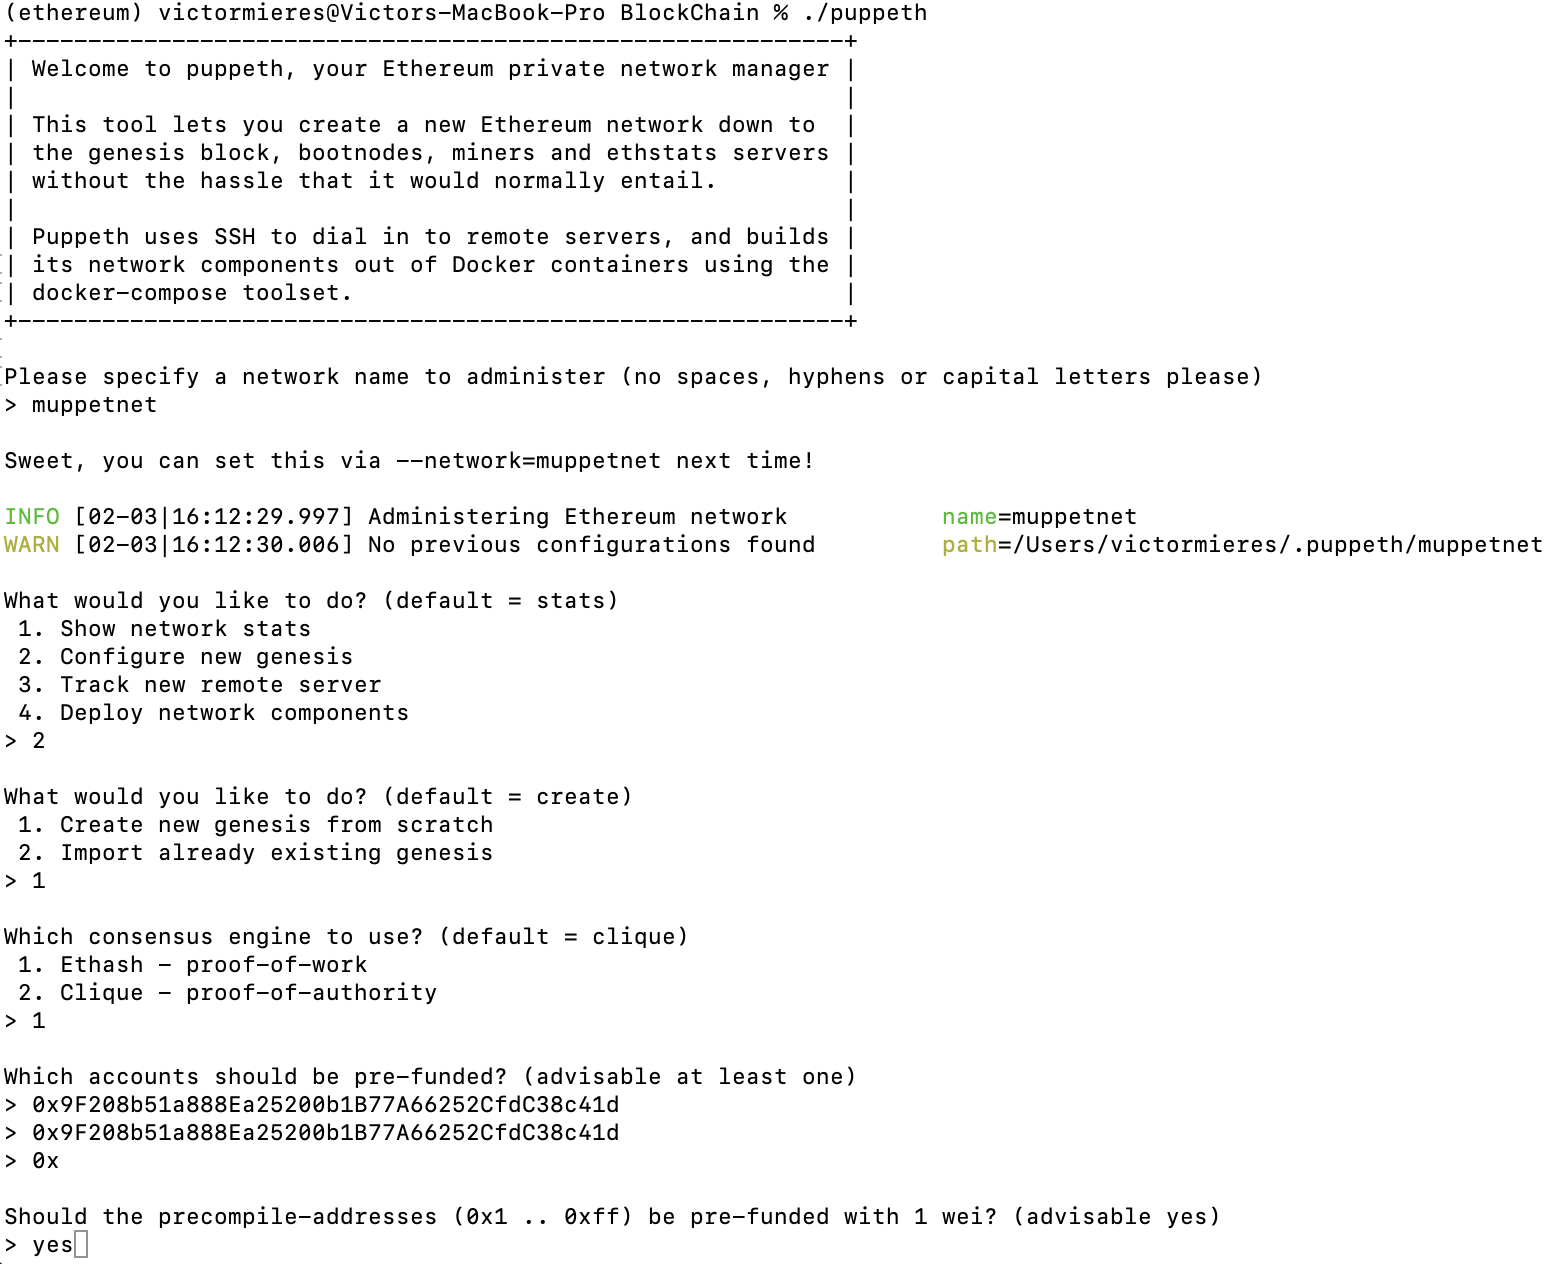 (ethereum) victormieres@Victors-MacBook-Pro BlockChain % ./puppeth
+-----------------------------------------------------------+
| Welcome to puppeth, your Ethereum private network manager |
|                                                           |
| This tool lets you create a new Ethereum network down to  |
| the genesis block, bootnodes, miners and ethstats servers |
| without the hassle that it would normally entail.         |
|                                                           |
| Puppeth uses SSH to dial in to remote servers, and builds |
| its network components out of Docker containers using the |
| docker-compose toolset.                                   |
+-----------------------------------------------------------+
Please specify a network name to administer (no spaces, hyphens or capital letters please)
> muppetnet
Sweet, you can set this via --network=muppetnet next time!
INFO [02-03|16:12:29.997] Administering Ethereum network           name=muppetnet
WARN [02-03|16:12:30.006] No previous configurations found         path=/Users/victormieres/.puppeth/muppetnet
What would you like to do? (default = stats)
 1. Show network stats
 2. Configure new genesis
 3. Track new remote server
 4. Deploy network components
> 2
What would you like to do? (default = create)
 1. Create new genesis from scratch
 2. Import already existing genesis
> 1
Which consensus engine to use? (default = clique)
 1. Ethash - proof-of-work
 2. Clique - proof-of-authority
> 1
Which accounts should be pre-funded? (advisable at least one)
> 0x9F208b51a888Ea25200b1B77A66252CfdC38c41d
> 0x9F208b51a888Ea25200b1B77A66252CfdC38c41d
> 0x
Should the precompile-addresses (0x1 .. 0xff) be pre-funded with 1 wei? (advisable yes)
> yes